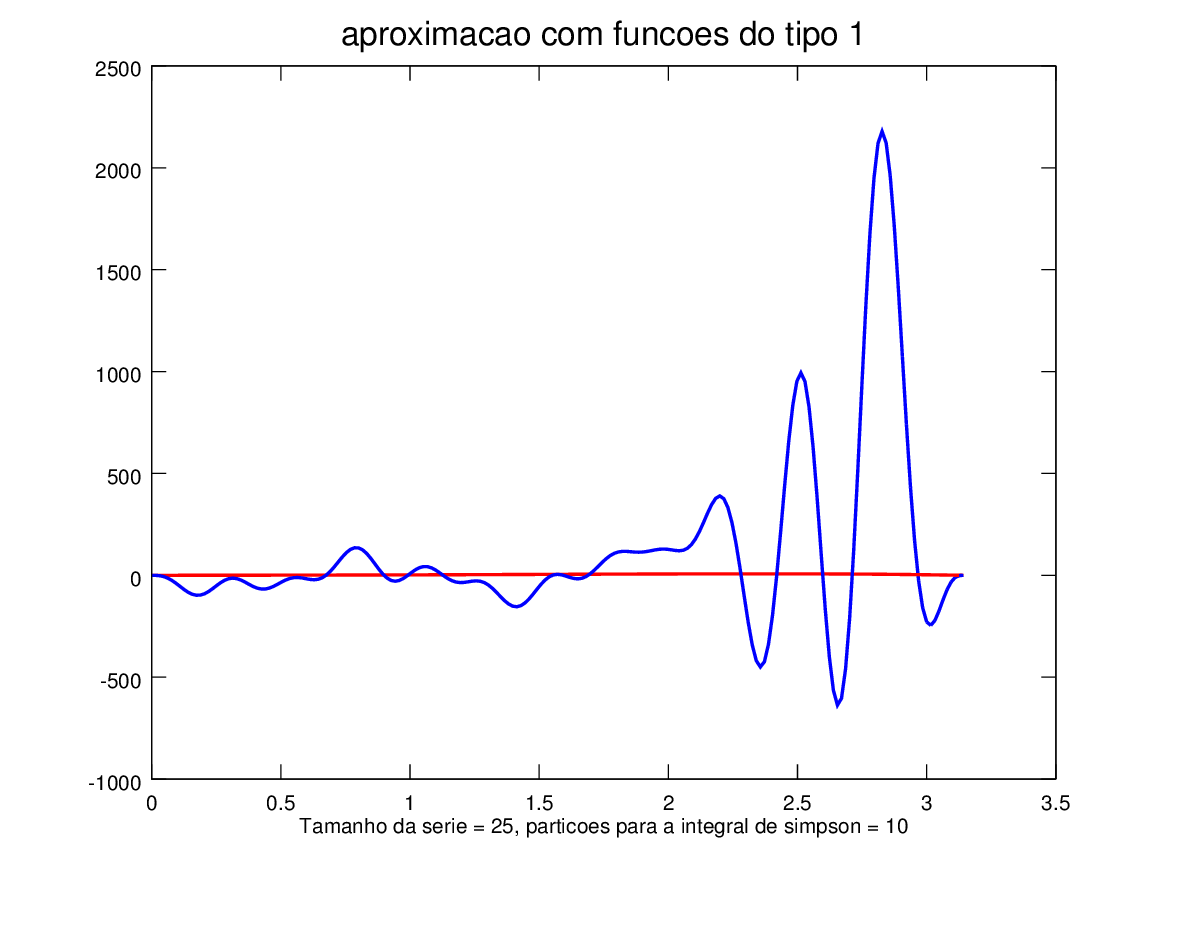 aproximacao com funcoes do tipo 1
2500
2000
1500
1000
500
0
-500
-1000
0 0.5 1 1.5 2 2.5 3 3.5
Tamanho da serie = 25, particoes para a integral de simpson = 10